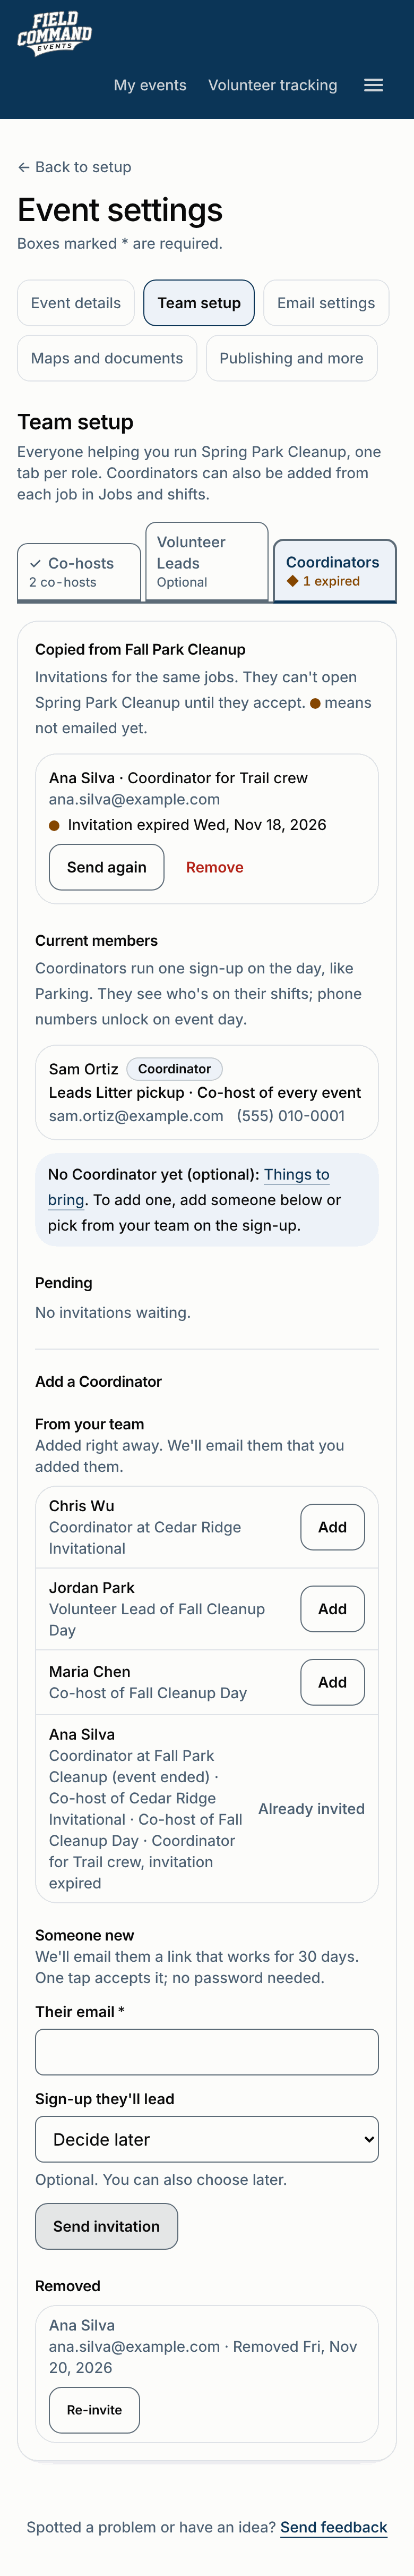 FIELD
COMMAND
EVENTS
My events Volunteer tracking
← Back to setup
Event settings
Boxes marked * are required.
Event details Team setup Email settings
Maps and documents Publishing and more
Team setup
Everyone helping you run Spring Park Cleanup, one
tab per role. Coordinators can also be added from
each job in Jobs and shifts.
✓ Co-hosts
2 co-hosts
Volunteer
Leads
Optional
Coordinators
◆ 1 expired
Copied from Fall Park Cleanup
Invitations for the same jobs. They can't open
Spring Park Cleanup until they accept. ● means
not emailed yet.
Ana Silva · Coordinator for Trail crew
ana.silva@example.com
● Invitation expired Wed, Nov 18, 2026
Send again Remove
Current members
Coordinators run one sign-up on the day, like
Parking. They see who's on their shifts; phone
numbers unlock on event day.
Sam Ortiz Coordinator
Leads Litter pickup · Co-host of every event
sam.ortiz@example.com (555) 010-0001
No Coordinator yet (optional): Things to
bring. To add one, add someone below or
pick from your team on the sign-up.
Pending
No invitations waiting.
Add a Coordinator
From your team
Added right away. We'll email them that you
added them.
Chris Wu
Coordinator at Cedar Ridge
Invitational
Add
Jordan Park
Volunteer Lead of Fall Cleanup
Day
Add
Maria Chen
Co-host of Fall Cleanup Day
Add
Ana Silva
Coordinator at Fall Park
Cleanup (event ended) ·
Co-host of Cedar Ridge
Invitational · Co-host of Fall
Cleanup Day · Coordinator
for Trail crew, invitation
expired
Already invited
Someone new
We'll email them a link that works for 30 days.
One tap accepts it; no password needed.
Their email *
Sign-up they'll lead
Decide later
Optional. You can also choose later.
Send invitation
Removed
Ana Silva
ana.silva@example.com · Removed Fri, Nov
20, 2026
Re-invite
Spotted a problem or have an idea? Send feedback